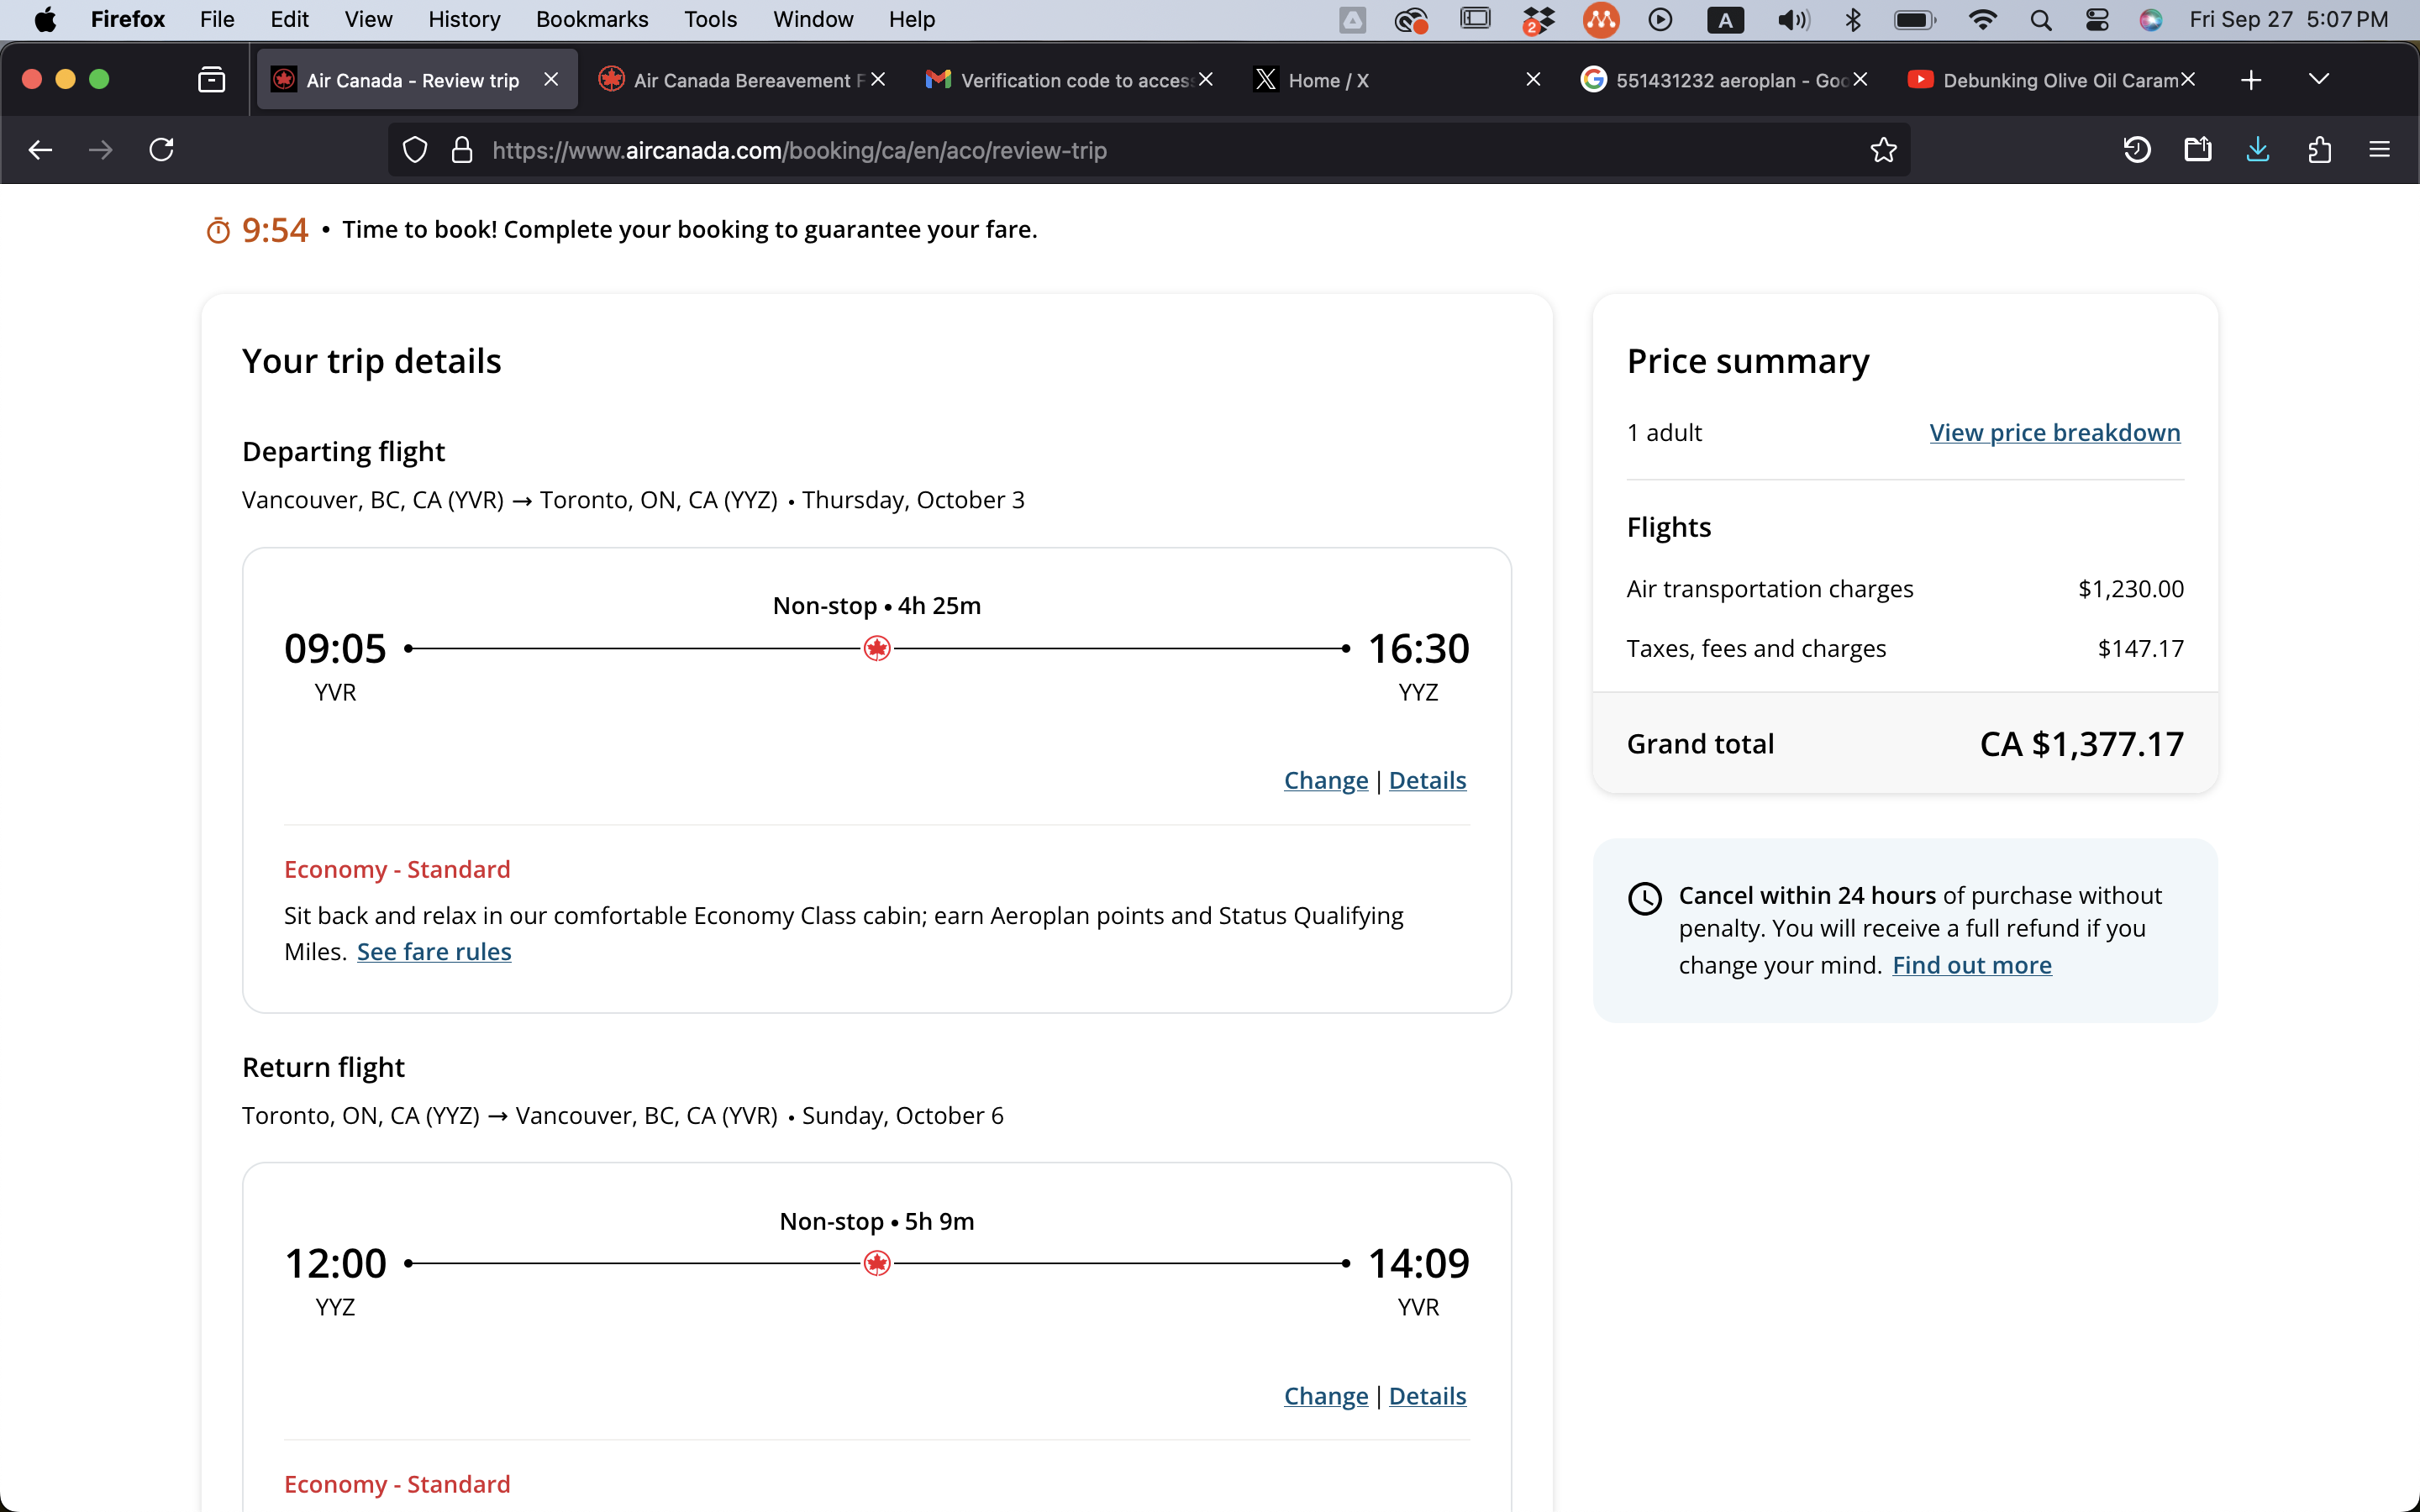 Firefox File Edit View History Bookmarks Tools Window Help 2 A Fri Sep 27 5:07 PM
Air Canada - Review trip Air Canada Bereavement F Verification code to acces Home / X 551431232 aeroplan - Goo Debunking Olive Oil Caram
https://www.aircanada.com/booking/ca/en/aco/review-trip
9:54 • Time to book! Complete your booking to guarantee your fare.
Your trip details
Departing flight
Vancouver, BC, CA (YVR) → Toronto, ON, CA (YYZ) • Thursday, October 3
Non-stop • 4h 25m
09:05 16:30
YVR YYZ
Change | Details
Economy - Standard
Sit back and relax in our comfortable Economy Class cabin; earn Aeroplan points and Status Qualifying
Miles. See fare rules
Return flight
Toronto, ON, CA (YYZ) → Vancouver, BC, CA (YVR) • Sunday, October 6
Non-stop • 5h 9m
12:00 14:09
YYZ YVR
Change | Details
Economy - Standard
Price summary
1 adult View price breakdown
Flights
Air transportation charges $1,230.00
Taxes, fees and charges $147.17
Grand total CA $1,377.17
Cancel within 24 hours of purchase without
penalty. You will receive a full refund if you
change your mind. Find out more